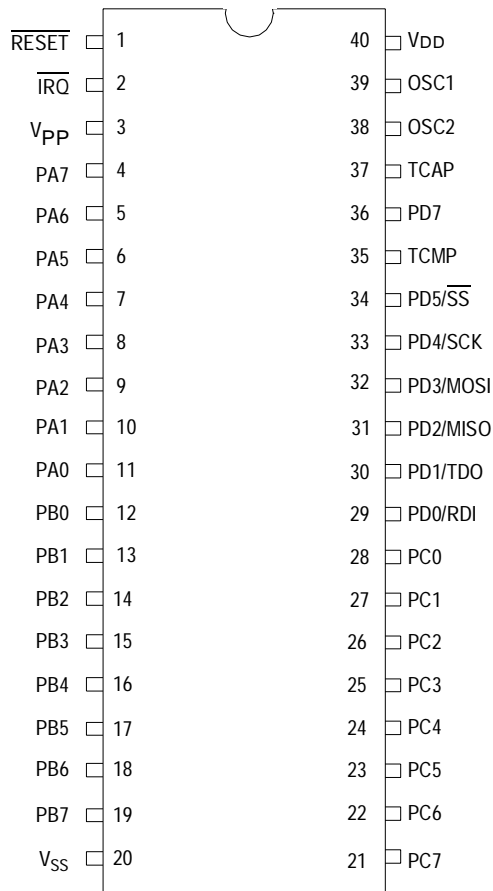 RESET 1 40 VDD
IRQ 2 39 OSC1
VPP 3 38 OSC2
PA7 4 37 TCAP
PA6 5 36 PD7
PA5 6 35 TCMP
PA4 7 34 PD5/SS
PA3 8 33 PD4/SCK
PA2 9 32 PD3/MOSI
PA1 10 31 PD2/MISO
PA0 11 30 PD1/TDO
PB0 12 29 PD0/RDI
PB1 13 28 PC0
PB2 14 27 PC1
PB3 15 26 PC2
PB4 16 25 PC3
PB5 17 24 PC4
PB6 18 23 PC5
PB7 19 22 PC6
VSS 20 21 PC7